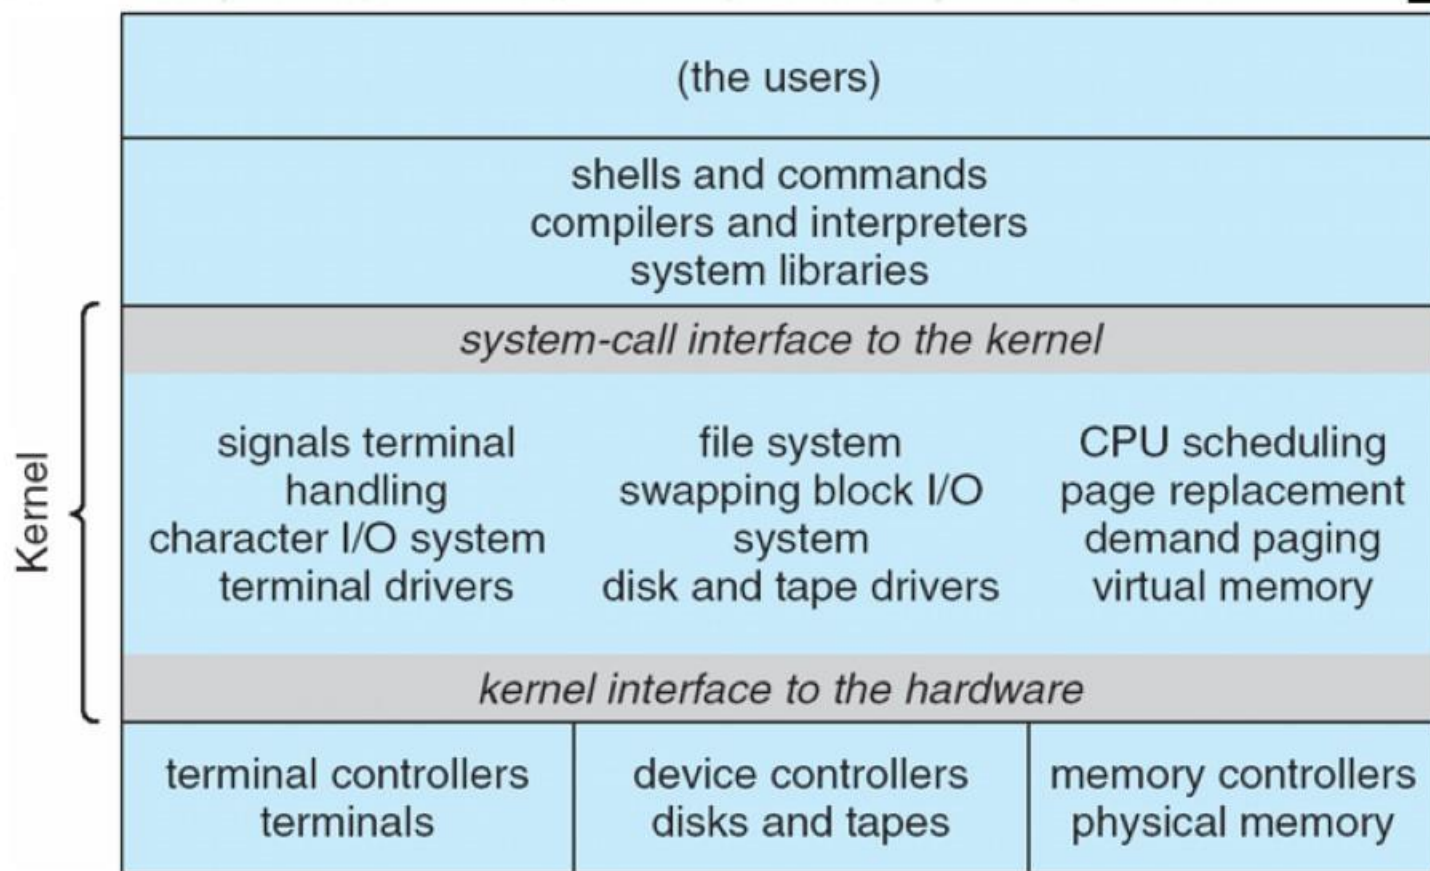 (the users)
shells and commands
compilers and interpreters
system libraries
system-call interface to the kernel
Kernel
signals terminal
handling
character I/O system
terminal drivers
file system
swapping block I/O
system
disk and tape drivers
CPU scheduling
page replacement
demand paging
virtual memory
kernel interface to the hardware
terminal controllers
terminals
device controllers
disks and tapes
memory controllers
physical memory